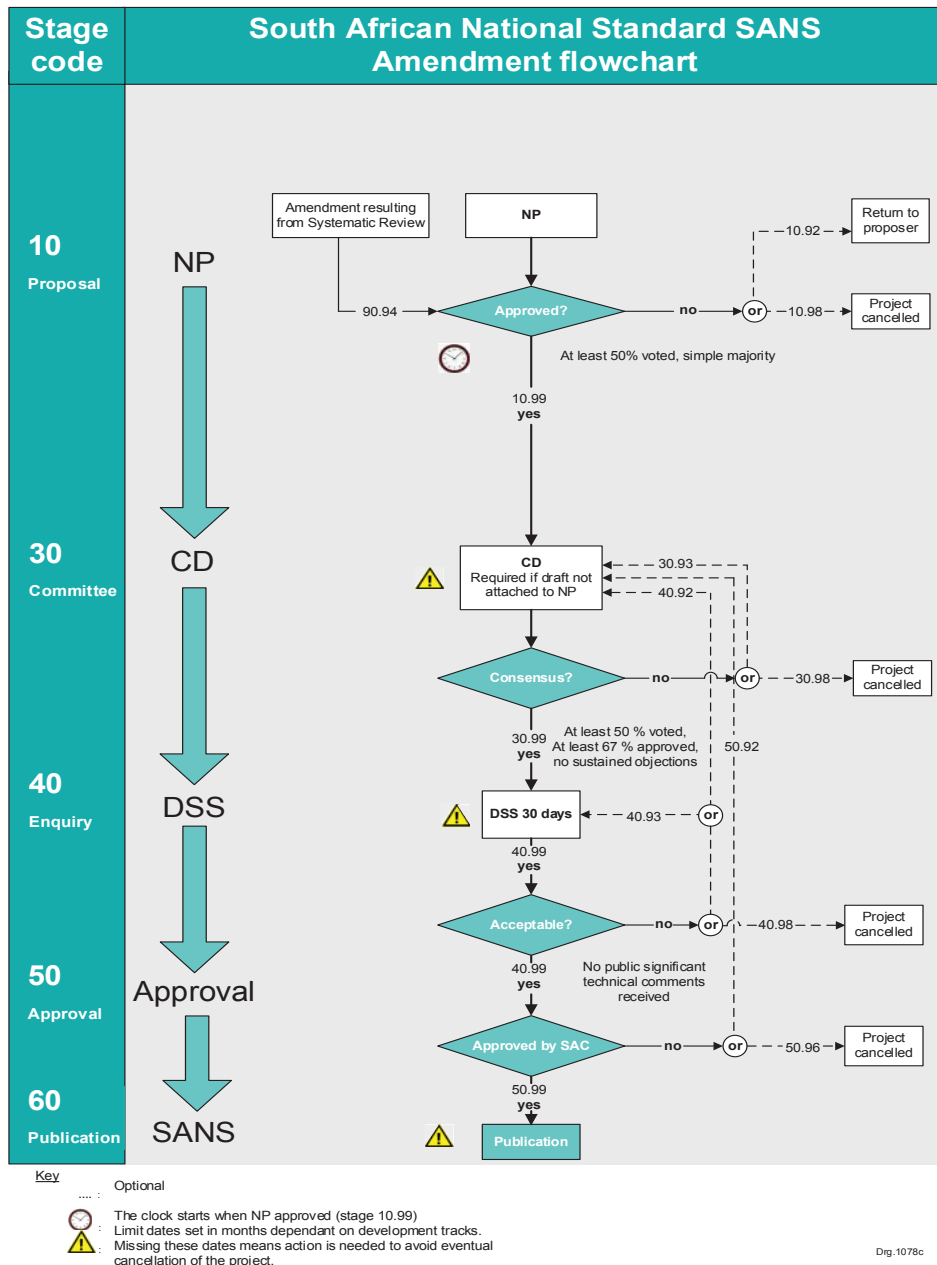 Stage
code
South African National Standard SANS
Amendment flowchart
10
Proposal
NP
Amendment resulting
from Systematic Review
NP
Return to
proposer
10.92
90.94
Approved?
no
or
10.98
Project
cancelled
At least 50% voted, simple majority
10.99
yes
30
Committee
CD
CD
Required if draft not
attached to NP
30.93
40.92
Consensus?
no
or
30.98
Project
cancelled
30.99
yes
At least 50 % voted,
At least 67 % approved,
no sustained objections
50.92
40
Enquiry
DSS
DSS 30 days
40.93
or
40.99
yes
Acceptable?
no
or
40.98
Project
cancelled
40.99
yes
No public significant
technical comments
received
50
Approval
Approval
Approved by SAC
no
or
50.96
Project
cancelled
50.99
yes
60
Publication
SANS
Publication
Key
.... :
Optional
:
The clock starts when NP approved (stage 10.99)
Limit dates set in months dependant on development tracks.
:
Missing these dates means action is needed to avoid eventual
cancellation of the project.
Drg.1078c